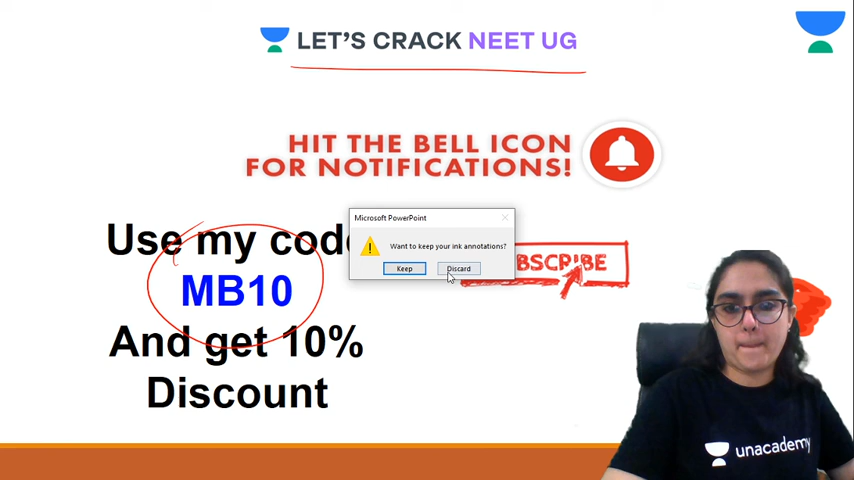 LET'S CRACK NEET UG
HIT THE BELL ICON
FOR NOTIFICATIONS!
Microsoft PowerPoint
Want to keep your ink annotations?
Keep
Discard
Use my code
MB10
And get 10%
Discount
BSCRIBE
unacademy